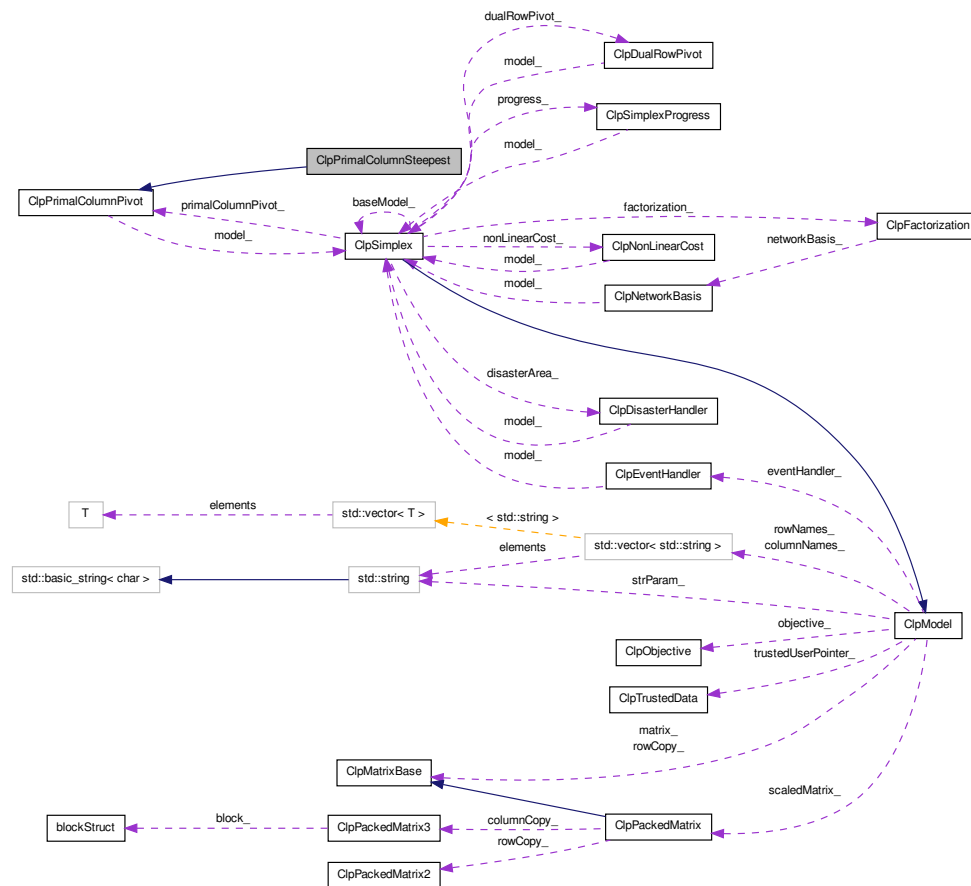 dualRowPivot_
ClpDualRowPivot
model_
progress_
ClpSimplexProgress
model_
ClpPrimalColumnSteepest
ClpPrimalColumnPivot
primalColumnPivot_
model_
baseModel_
ClpSimplex
factorization_
ClpFactorization
nonLinearCost_
ClpNonLinearCost
model_
networkBasis_
model_
ClpNetworkBasis
disasterArea_
ClpDisasterHandler
model_
model_
ClpEventHandler
eventHandler_
elements
T
std::vector< T >
< std::string >
std::vector< std::string >
rowNames_
columnNames_
elements
std::basic_string< char >
std::string
strParam_
ClpModel
objective_
ClpObjective
trustedUserPointer_
ClpTrustedData
matrix_
rowCopy_
ClpMatrixBase
scaledMatrix_
blockStruct
block_
ClpPackedMatrix3
columnCopy_
ClpPackedMatrix
rowCopy_
ClpPackedMatrix2